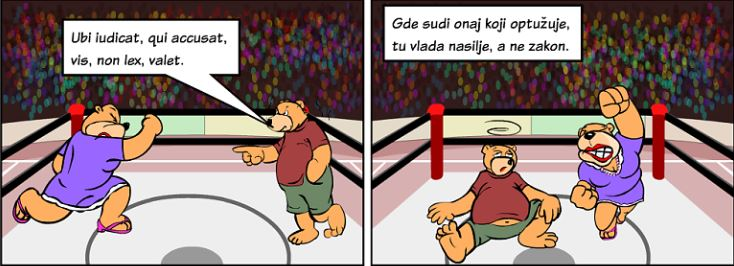 Ubi iudicat, qui accusat,
vis, non lex, valet.
Gde sudi onaj koji optužuje,
tu vlada nasilje, a ne zakon.